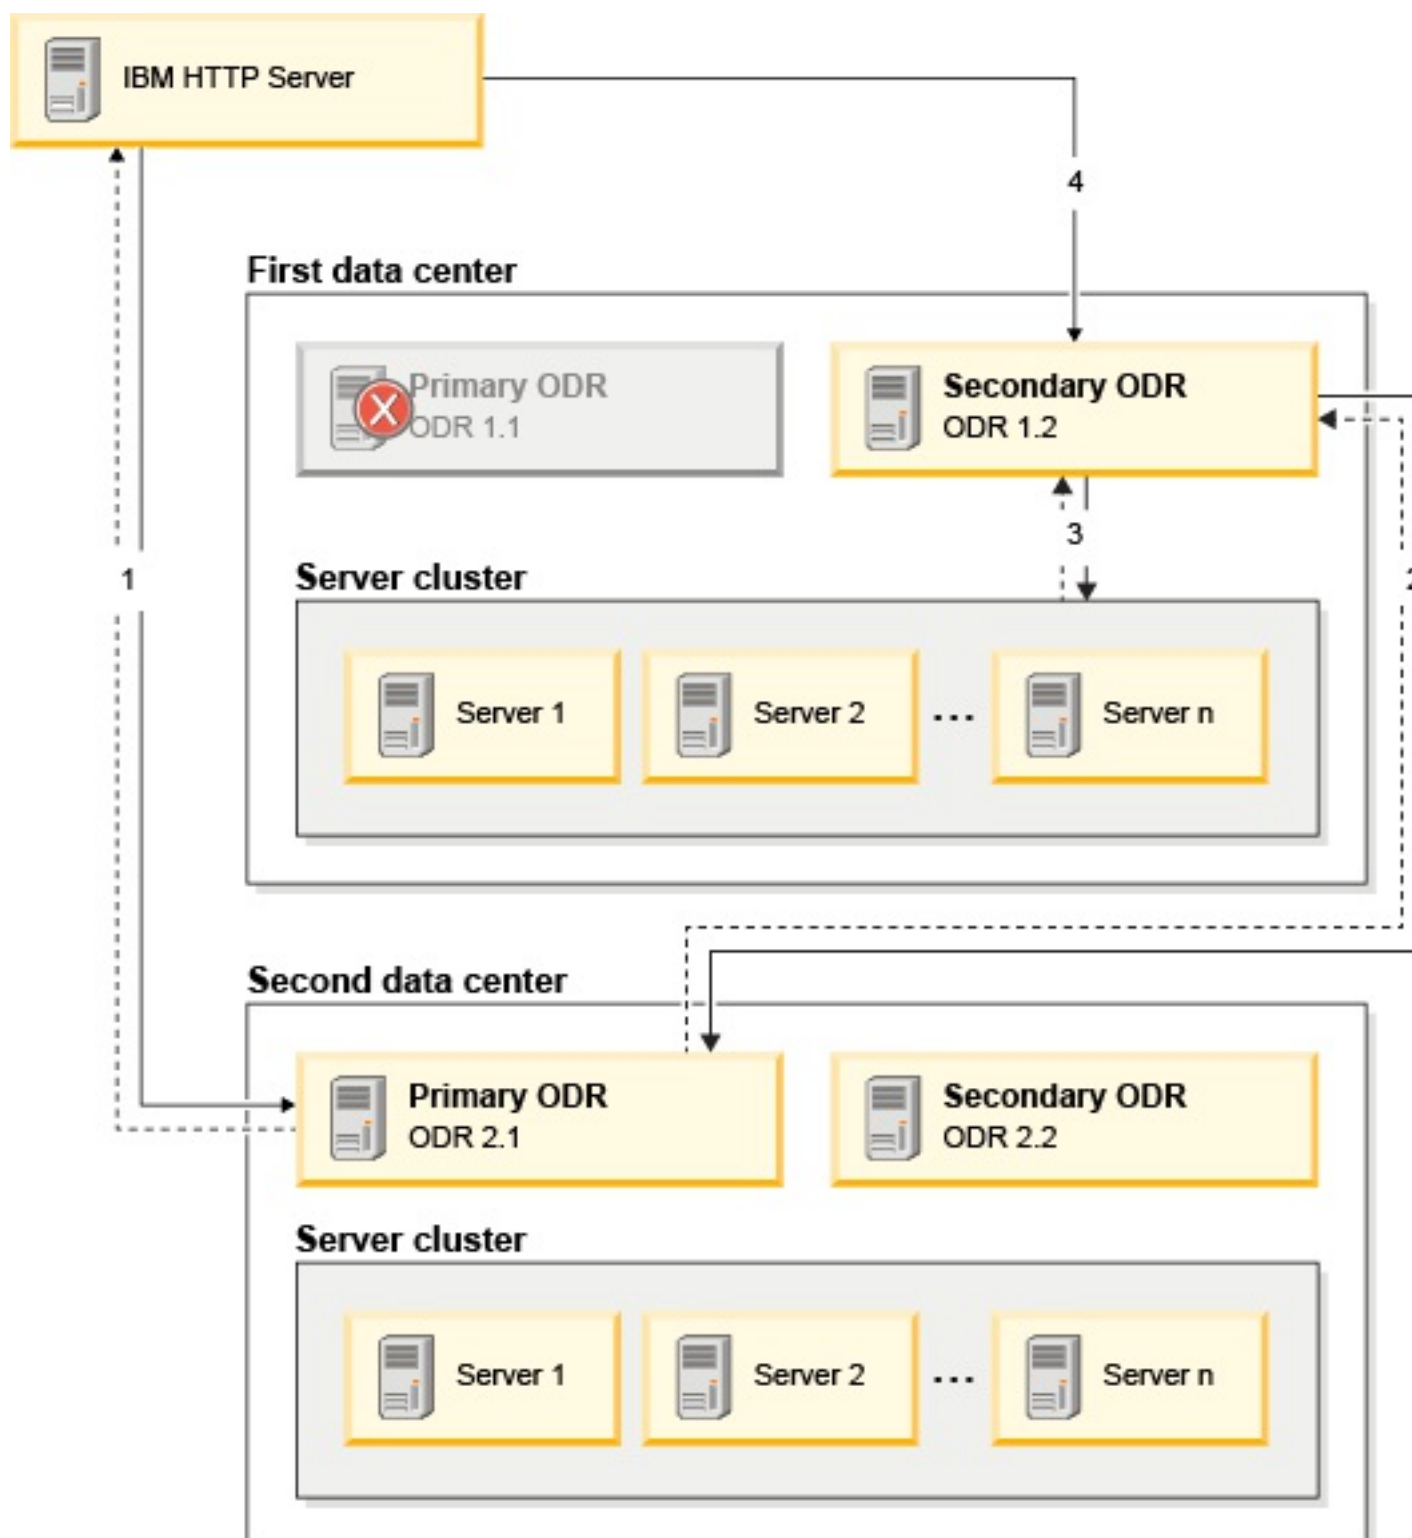 IBM HTTP Server
4
First data center
Primary ODR
ODR 1.1
Secondary ODR
ODR 1.2
3
1
Server cluster
Server 1
Server 2
...
Server n
Second data center
Primary ODR
ODR 2.1
Secondary ODR
ODR 2.2
Server cluster
Server 1
Server 2
...
Server n